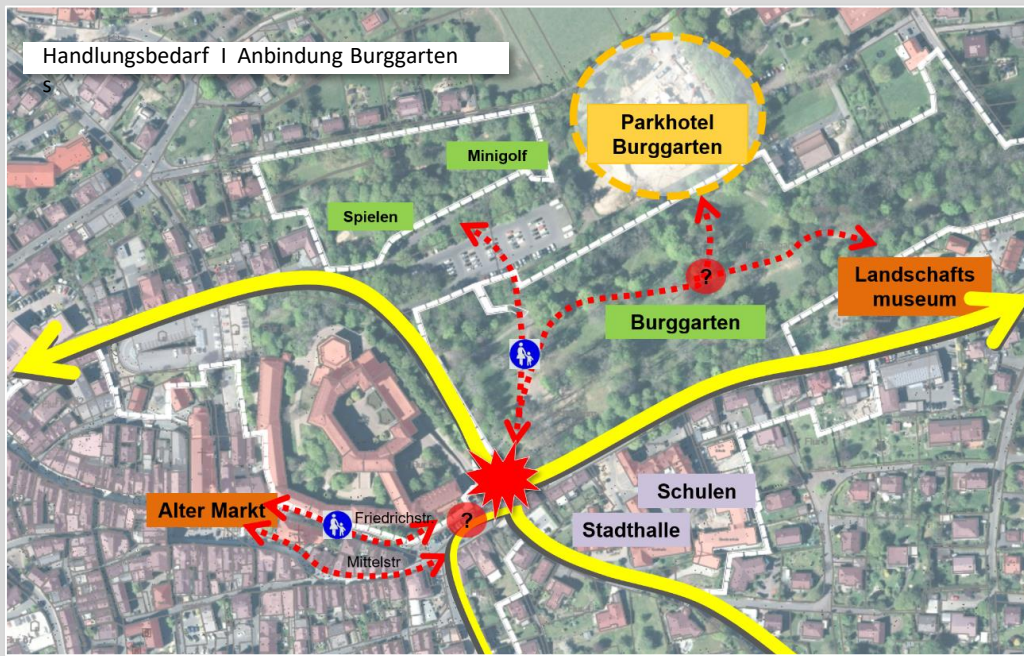 Handlungsbedarf I Anbindung Burggarten
s
Parkhotel
Burggarten
Minigolf
Spielen
?
Landschafts
museum
Burggarten
Schulen
Alter Markt
Friedrichstr
?
Stadthalle
Mittelstr